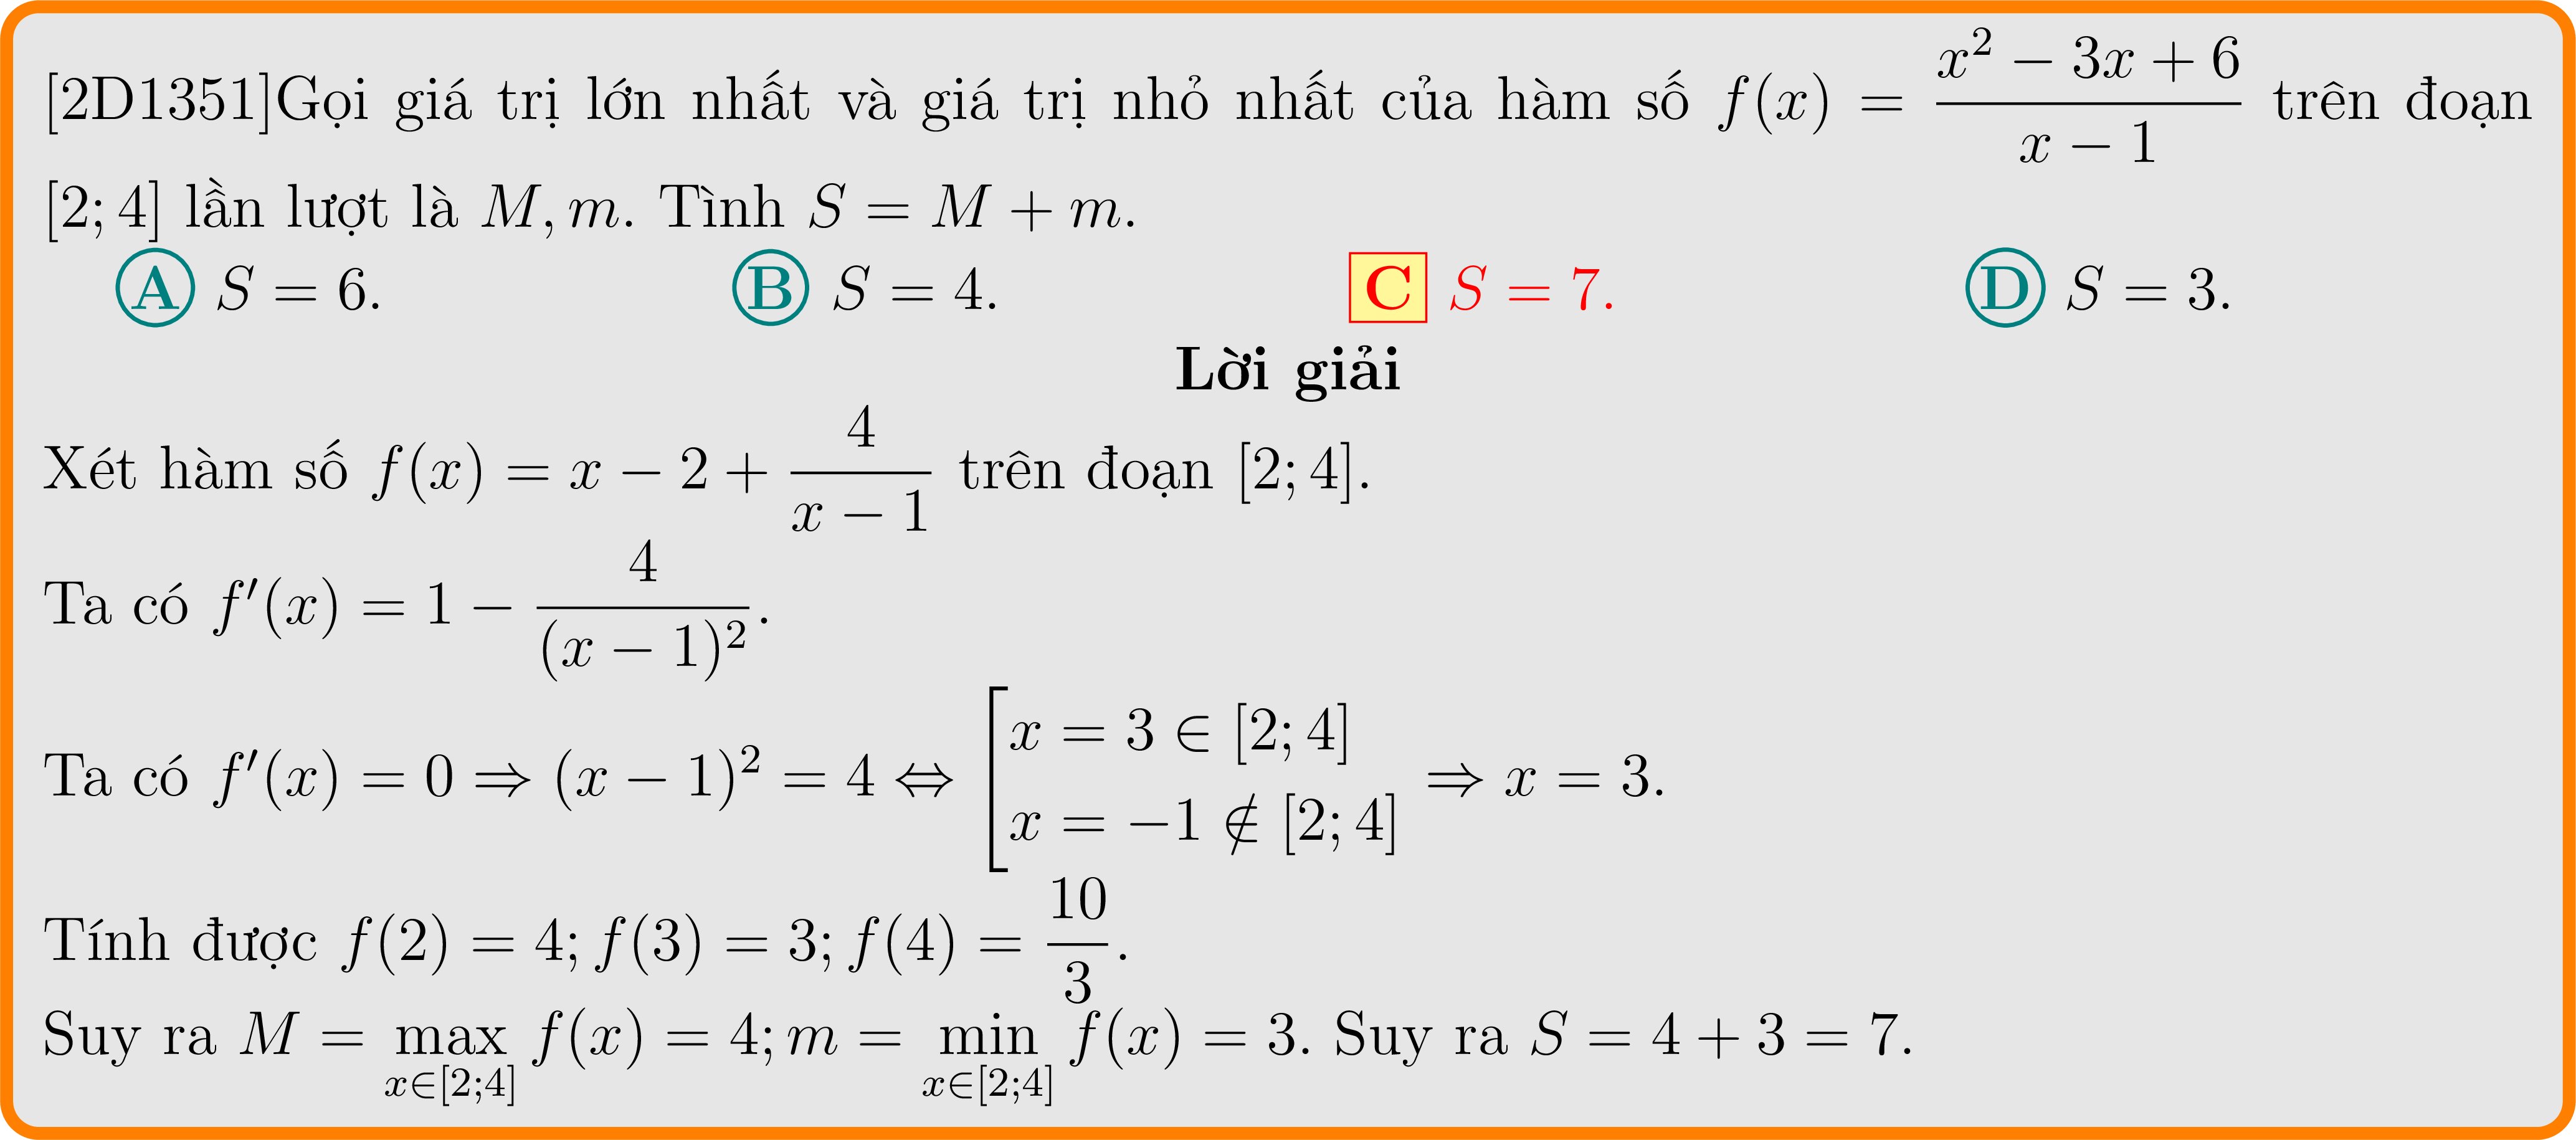 [2D1351]Gọi giá trị lớn nhất và giá trị nhỏ nhất của hàm số $f(x) = \dfrac{x^2 - 3x + 6}{x - 1}$ trên đoạn
$[2; 4]$ lần lượt là $M, m$. Tình $S = M + m$.
A $S = 6$. B $S = 4$. C $S = 7$. D $S = 3$.
Lời giải
Xét hàm số $f(x) = x - 2 + \dfrac{4}{x - 1}$ trên đoạn $[2; 4]$.
Ta có $f'(x) = 1 - \dfrac{4}{(x - 1)^2}$.
Ta có $f'(x) = 0 \Rightarrow (x - 1)^2 = 4 \Leftrightarrow \left[\begin{array}{l} x = 3 \in [2; 4] \\ x = -1 \notin [2; 4] \end{array}\right. \Rightarrow x = 3$.
Tính được $f(2) = 4; f(3) = 3; f(4) = \dfrac{10}{3}$.
Suy ra $M = \max\limits_{x \in [2;4]} f(x) = 4; m = \min\limits_{x \in [2;4]} f(x) = 3$. Suy ra $S = 4 + 3 = 7$.